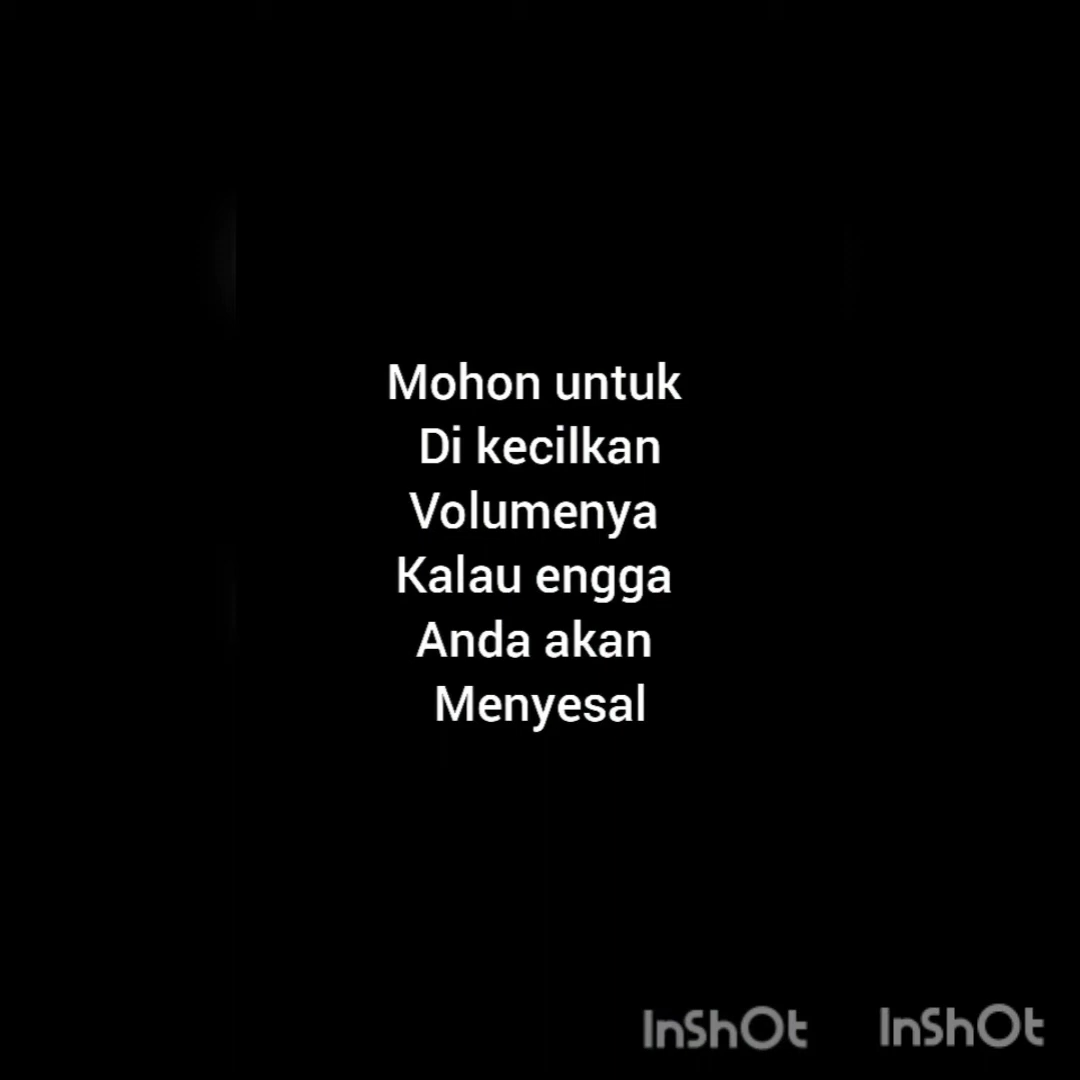 Mohon untuk
Di kecilkan
Volumenya
Kalau engga
Anda akan
Menyesal
InShOt InShOt